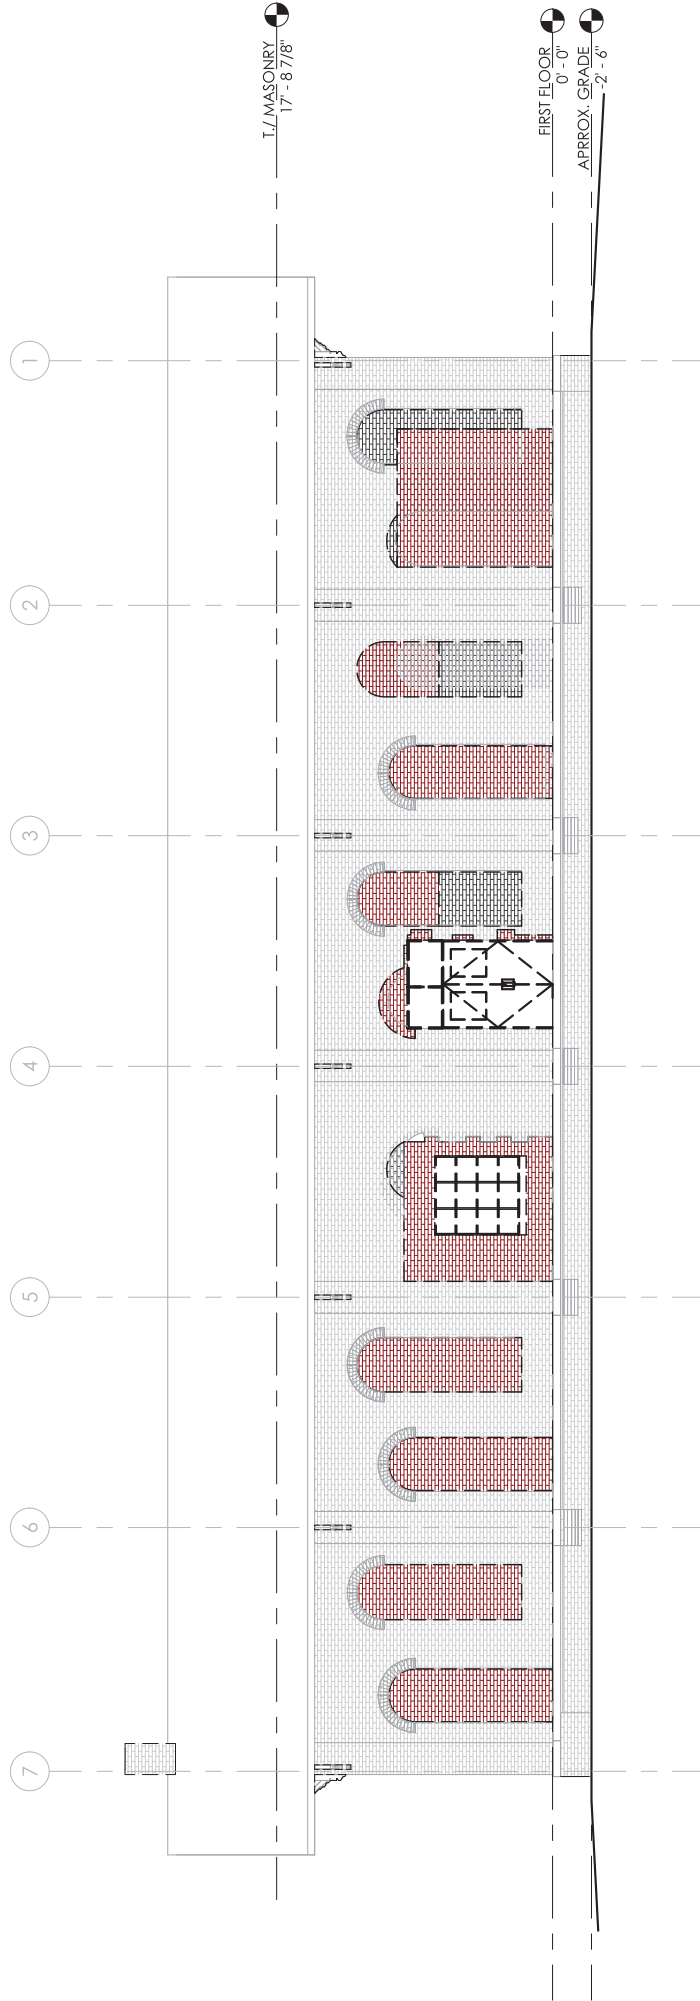 T./ MASONRY
17' - 8 7/8"
FIRST FLOOR
0' - 0"
APRROX. GRADE
-2' - 6"
1
2
3
4
5
6
7